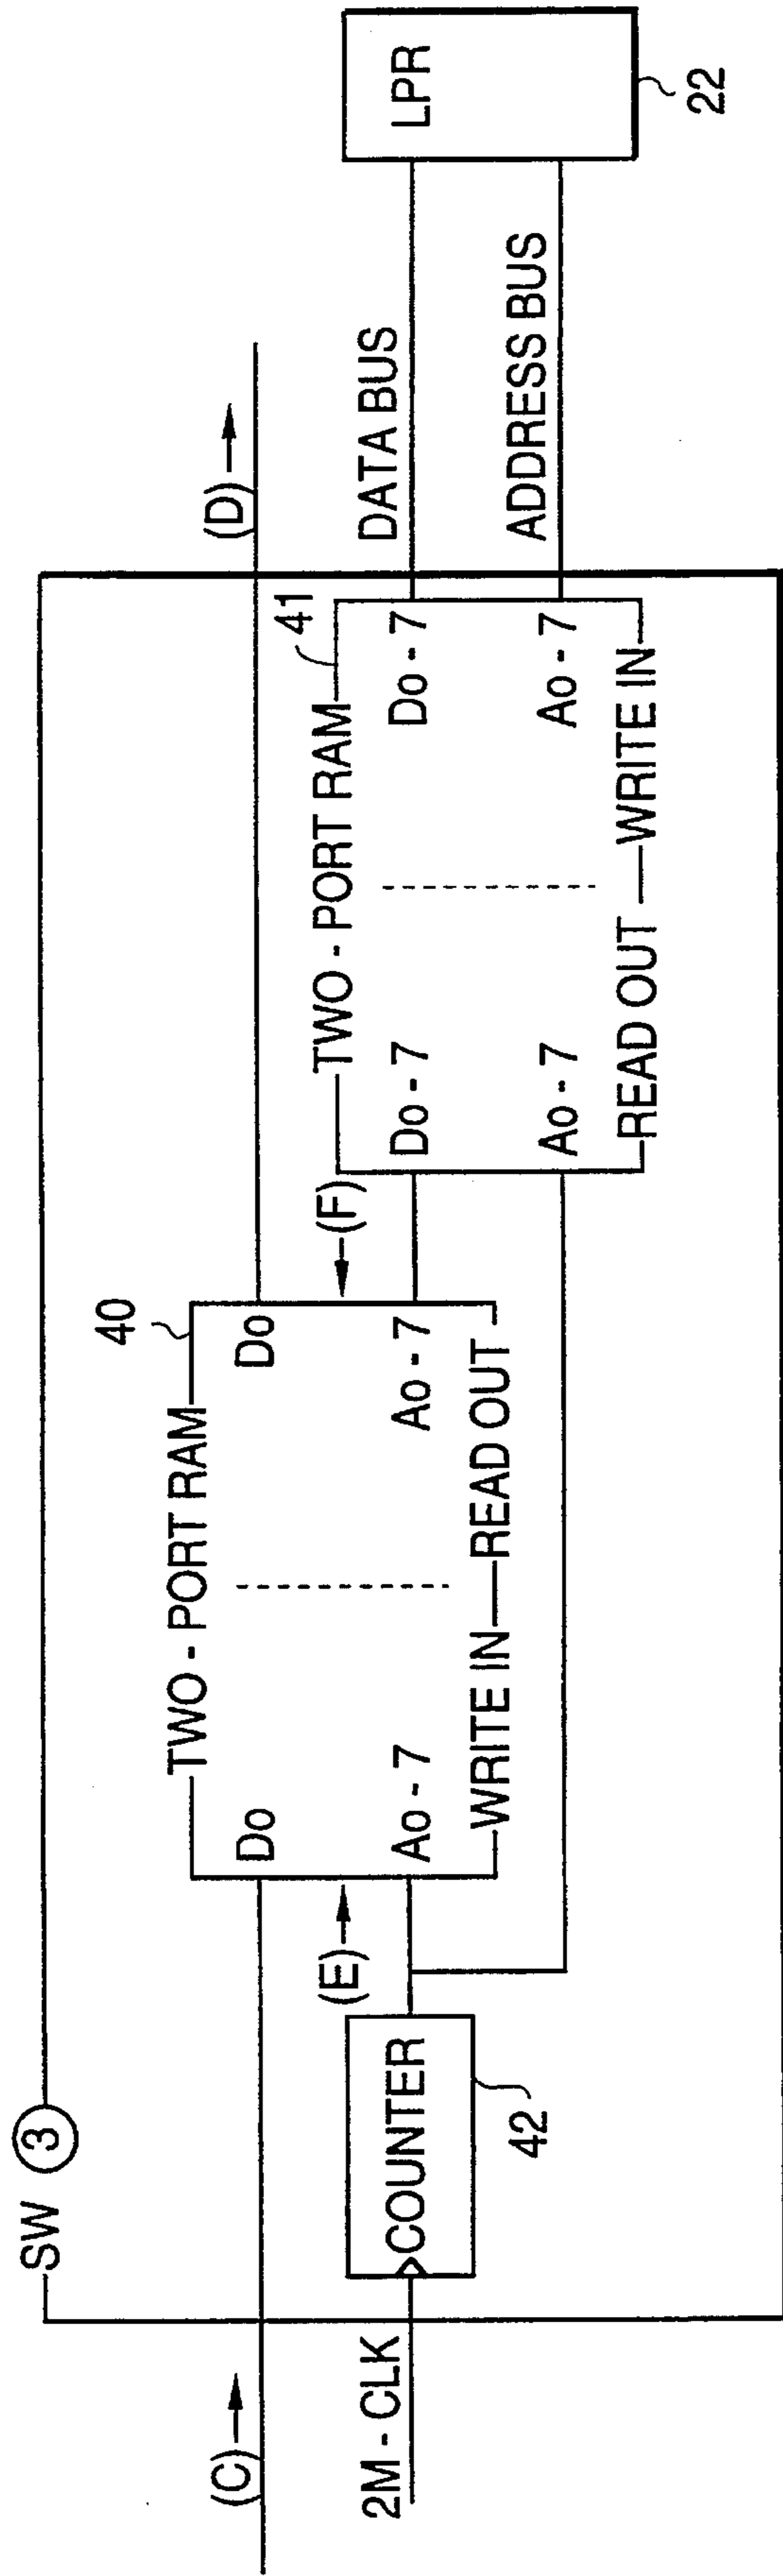 SW 3
(C)
2M - CLK
COUNTER
42
(E)
TWO - PORT RAM
40
Do
Do
Ao - 7
Ao - 7
WRITE IN
READ OUT
(F)
(D)
TWO - PORT RAM
41
Do - 7
Do - 7
Ao - 7
Ao - 7
READ OUT
WRITE IN
DATA BUS
ADDRESS BUS
LPR
22